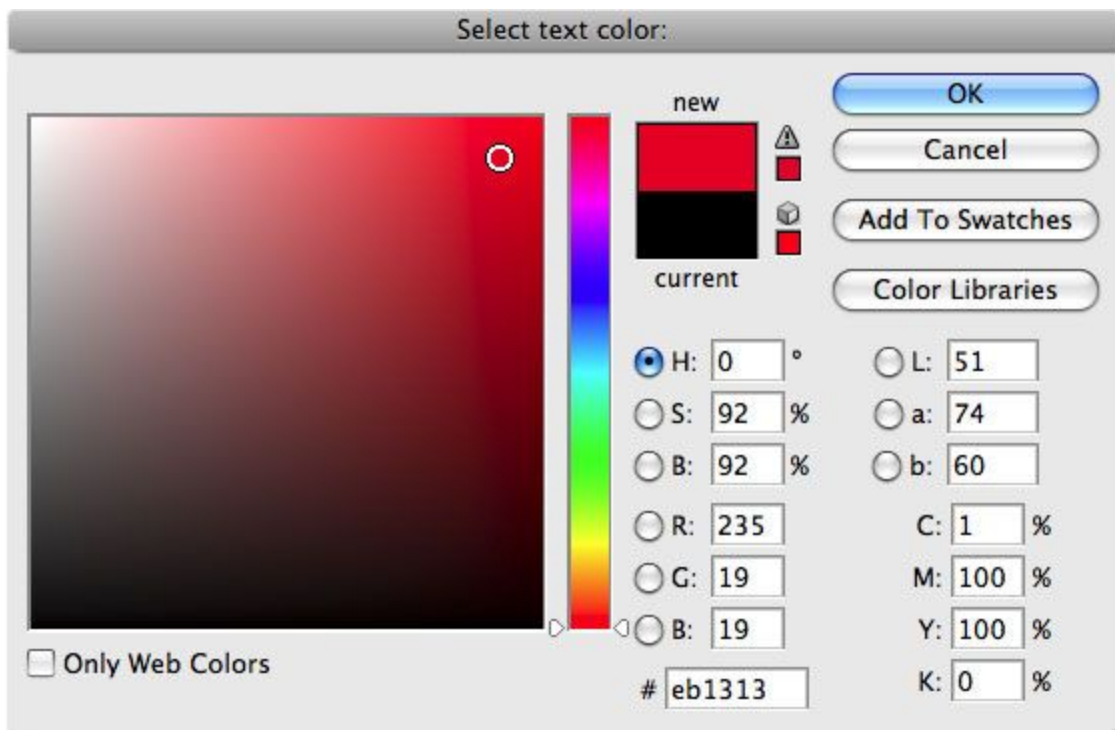 Select text color:
new
current
OK
Cancel
Add To Swatches
Color Libraries
H: 0 °
S: 92 %
B: 92 %
R: 235
G: 19
B: 19
# eb1313
L: 51
a: 74
b: 60
C: 1 %
M: 100 %
Y: 100 %
K: 0 %
Only Web Colors